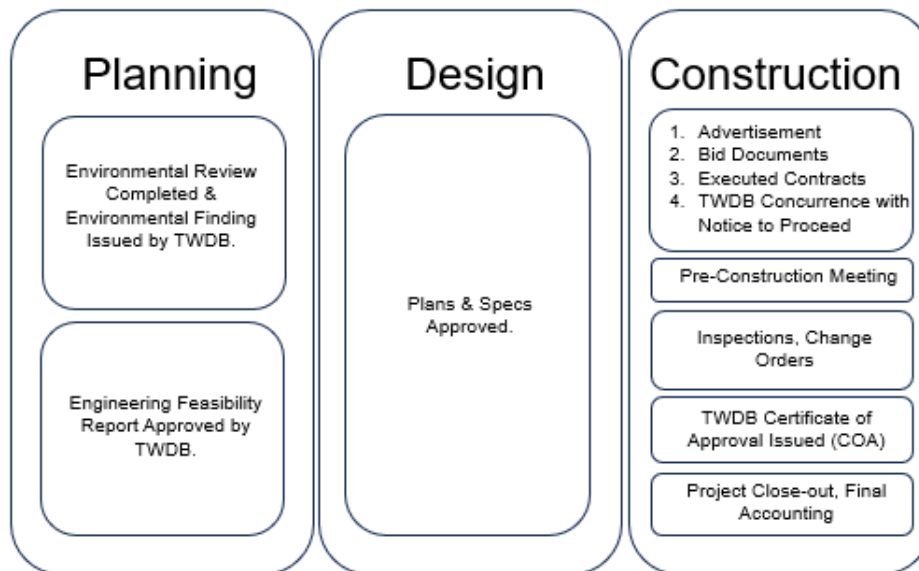 Planning
Environmental Review
Completed &
Environmental Finding
Issued by TWDB.
Engineering Feasibility
Report Approved by
TWDB.
Design
Plans & Specs
Approved.
Construction
1. Advertisement
2. Bid Documents
3. Executed Contracts
4. TWDB Concurrence with
Notice to Proceed
Pre-Construction Meeting
Inspections, Change
Orders
TWDB Certificate of
Approval Issued (COA)
Project Close-out, Final
Accounting